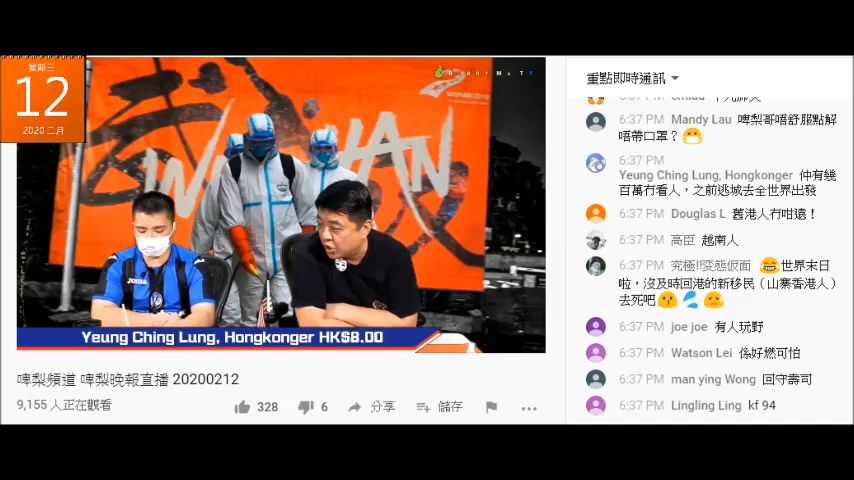 星期三
12
2020 二月
WUHAN
Yeung Ching Lung, Hongkonger HK$8.00
啤梨頻道 啤梨晚報直播 20200212
9,155 人正在觀看
328
6
分享
儲存
重點即時通訊
6:37 PM Mandy Lau 啤梨哥唔舒服點解
唔帶口罩？😷
6:37 PM
Yeung Ching Lung, Hongkonger 仲有幾
百萬冇看人，之前逃城去全世界出發
6:37 PM Douglas L 舊港人冇咁遠！
6:37 PM 高臣 越南人
6:37 PM 究極!!変態仮面 😂世界末日
啦，沒及時回港的新移民（山寨香港人）
去死吧😗💦🙂
6:37 PM joe joe 有人玩野
6:37 PM Watson Lei 係好燃可怕
6:37 PM man ying Wong 回守壽司
6:37 PM Lingling Ling kf 94